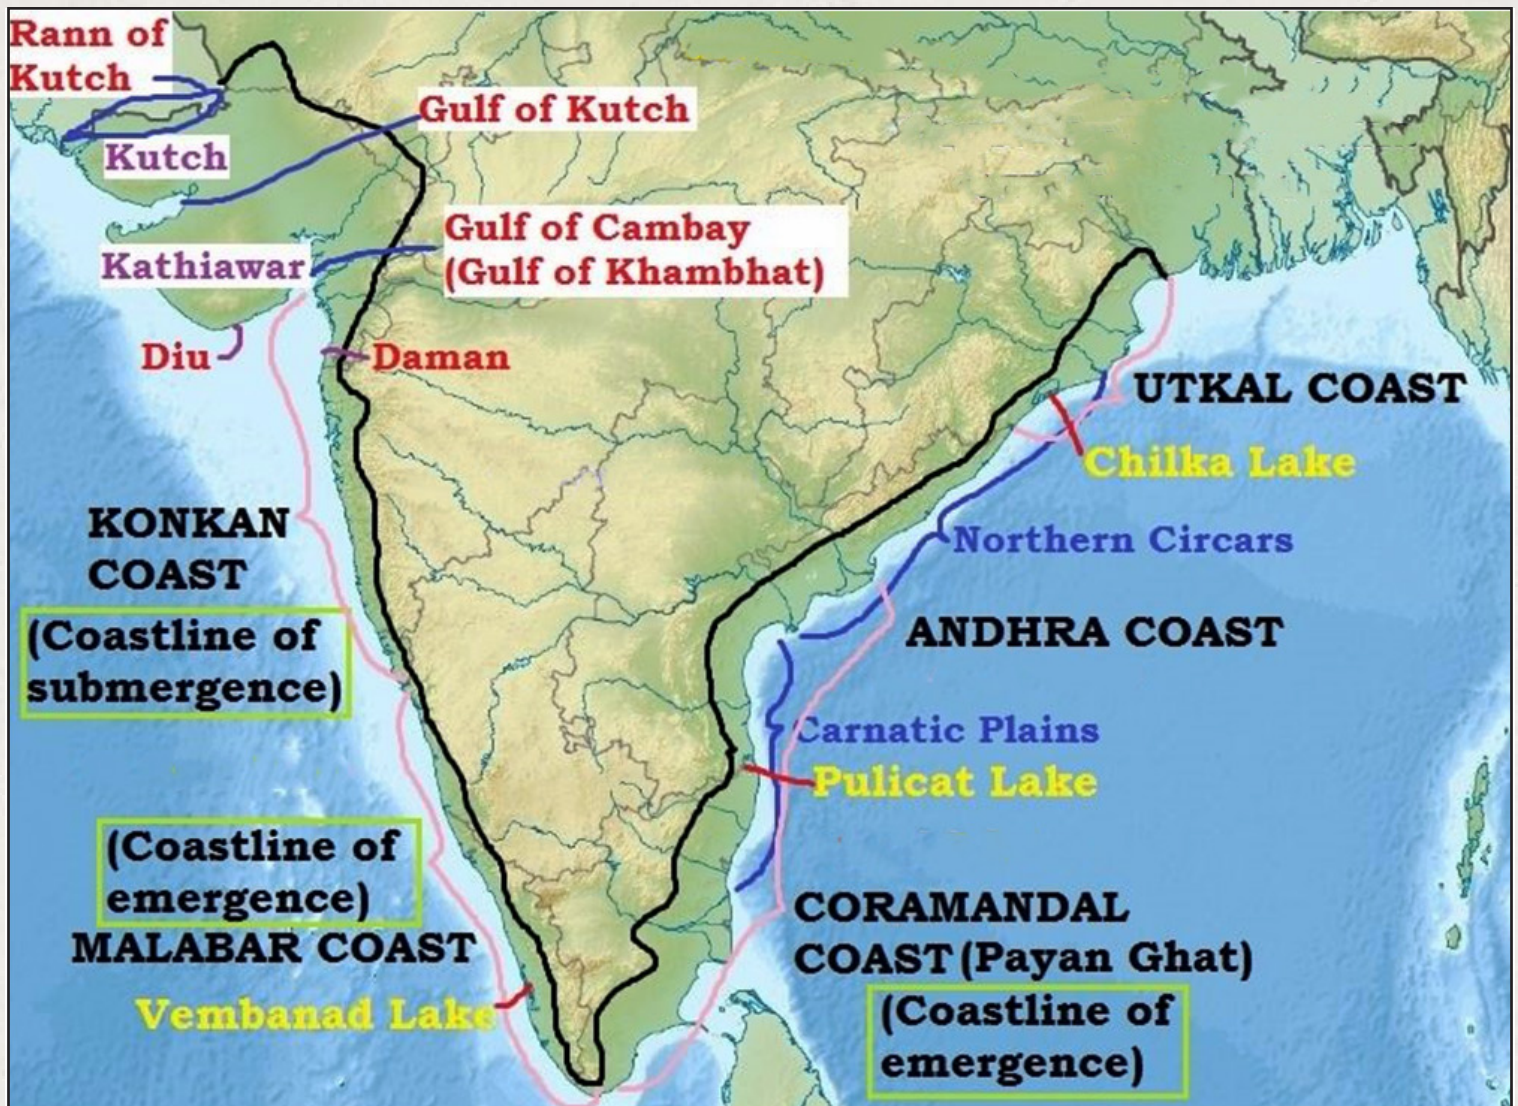 Rann of
Kutch
Gulf of Kutch
Kutch
Gulf of Cambay
(Gulf of Khambhat)
Kathiawar
Diu
Daman
UTKAL COAST
Chilka Lake
KONKAN
COAST
Northern Circars
(Coastline of
submergence)
ANDHRA COAST
Carnatic Plains
Pulicat Lake
(Coastline of
emergence)
MALABAR COAST
CORAMANDAL
COAST (Payan Ghat)
Vembanad Lake
(Coastline of
emergence)